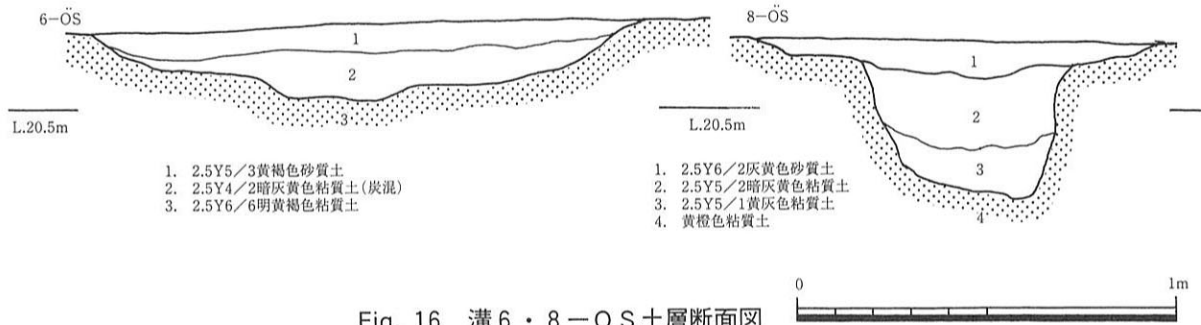 6-ÖS
1
2
3
L.20.5m
1. 2.5Y5/3黄褐色砂質土
2. 2.5Y4/2暗灰黄色粘質土(炭混)
3. 2.5Y6/6明黄褐色粘質土
8-ÖS
1
2
3
4
L.20.5m
1. 2.5Y6/2灰黄色砂質土
2. 2.5Y5/2暗灰黄色粘質土
3. 2.5Y5/1黄灰色粘質土
4. 黄橙色粘質土
0 1m
Fig. 16 溝6・8-OS土層断面図